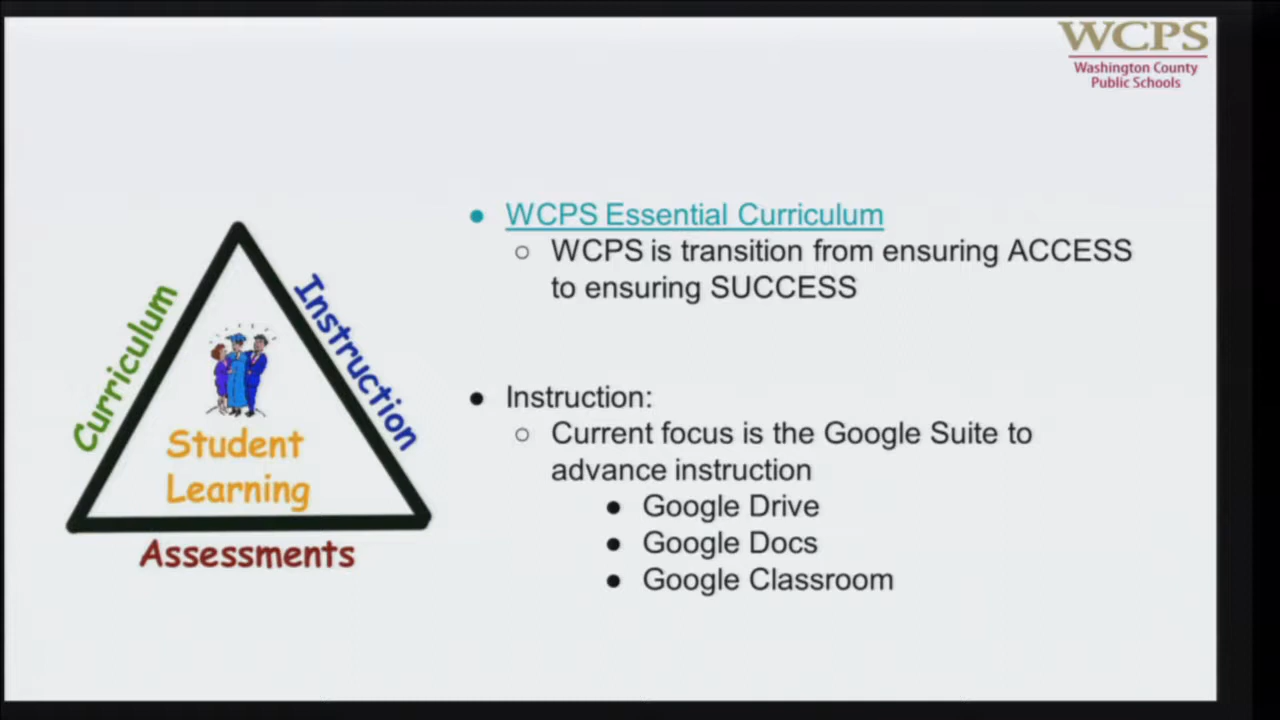 WCPS
Washington County
Public Schools
WCPS Essential Curriculum
WCPS is transition from ensuring ACCESS
to ensuring SUCCESS
Instruction:
Current focus is the Google Suite to
advance instruction
Google Drive
Google Docs
Google Classroom
Curriculum
Instruction
Student
Learning
Assessments